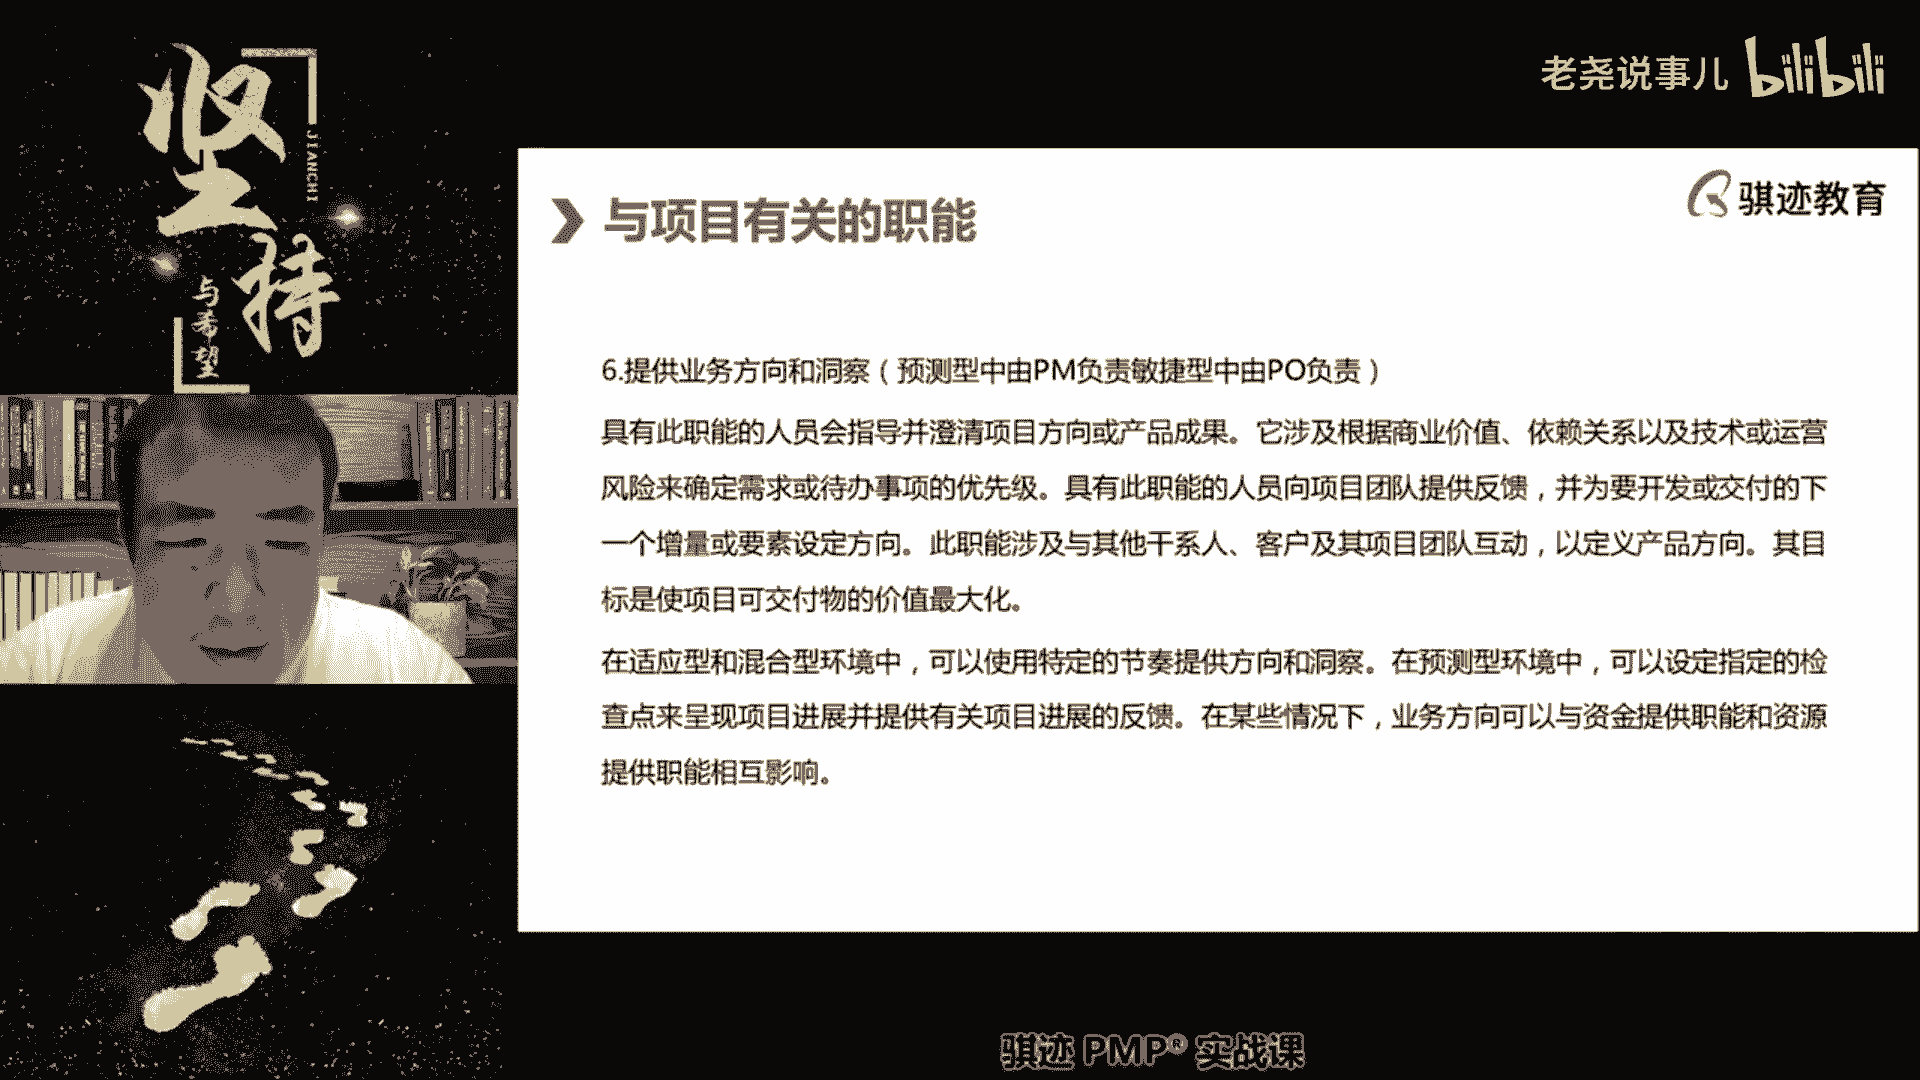 坚持
JIANCHI
与希望
老尧说事儿 bilibili
骐迹教育
与项目有关的职能
6.提供业务方向和洞察（预测型中由PM负责敏捷型中由PO负责）
具有此职能的人员会指导并澄清项目方向或产品成果。它涉及根据商业价值、依赖关系以及技术或运营
风险来确定需求或待办事项的优先级。具有此职能的人员向项目团队提供反馈，并为要开发或交付的下
一个增量或要素设定方向。此职能涉及与其他干系人、客户及其项目团队互动，以定义产品方向。其目
标是使项目可交付物的价值最大化。
在适应型和混合型环境中，可以使用特定的节奏提供方向和洞察。在预测型环境中，可以设定指定的检
查点来呈现项目进展并提供有关项目进展的反馈。在某些情况下，业务方向可以与资金提供职能和资源
提供职能相互影响。
骐迹 PMP® 实战课